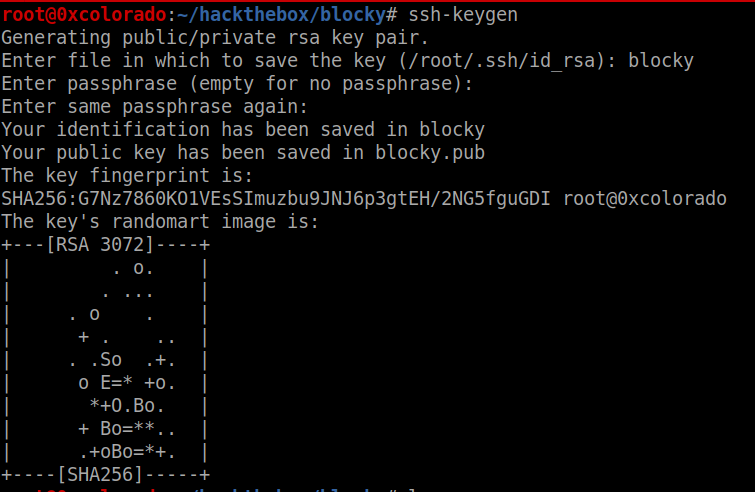 root@0xcolorado:~/hackthebox/blocky# ssh-keygen
Generating public/private rsa key pair.
Enter file in which to save the key (/root/.ssh/id_rsa): blocky
Enter passphrase (empty for no passphrase):
Enter same passphrase again:
Your identification has been saved in blocky
Your public key has been saved in blocky.pub
The key fingerprint is:
SHA256:G7Nz7860KO1VEsSImuzbu9JNJ6p3gtEH/2NG5fguGDI root@0xcolorado
The key's randomart image is:
+---[RSA 3072]----+
|         . o.    |
|        . ...    |
|     . o    .    |
|      + .    ..  |
|     . .So  .+.  |
|      o E=* +o.  |
|       *+O.Bo.   |
|      + Bo=**..  |
|      .+oBo=*+.  |
+----[SHA256]-----+